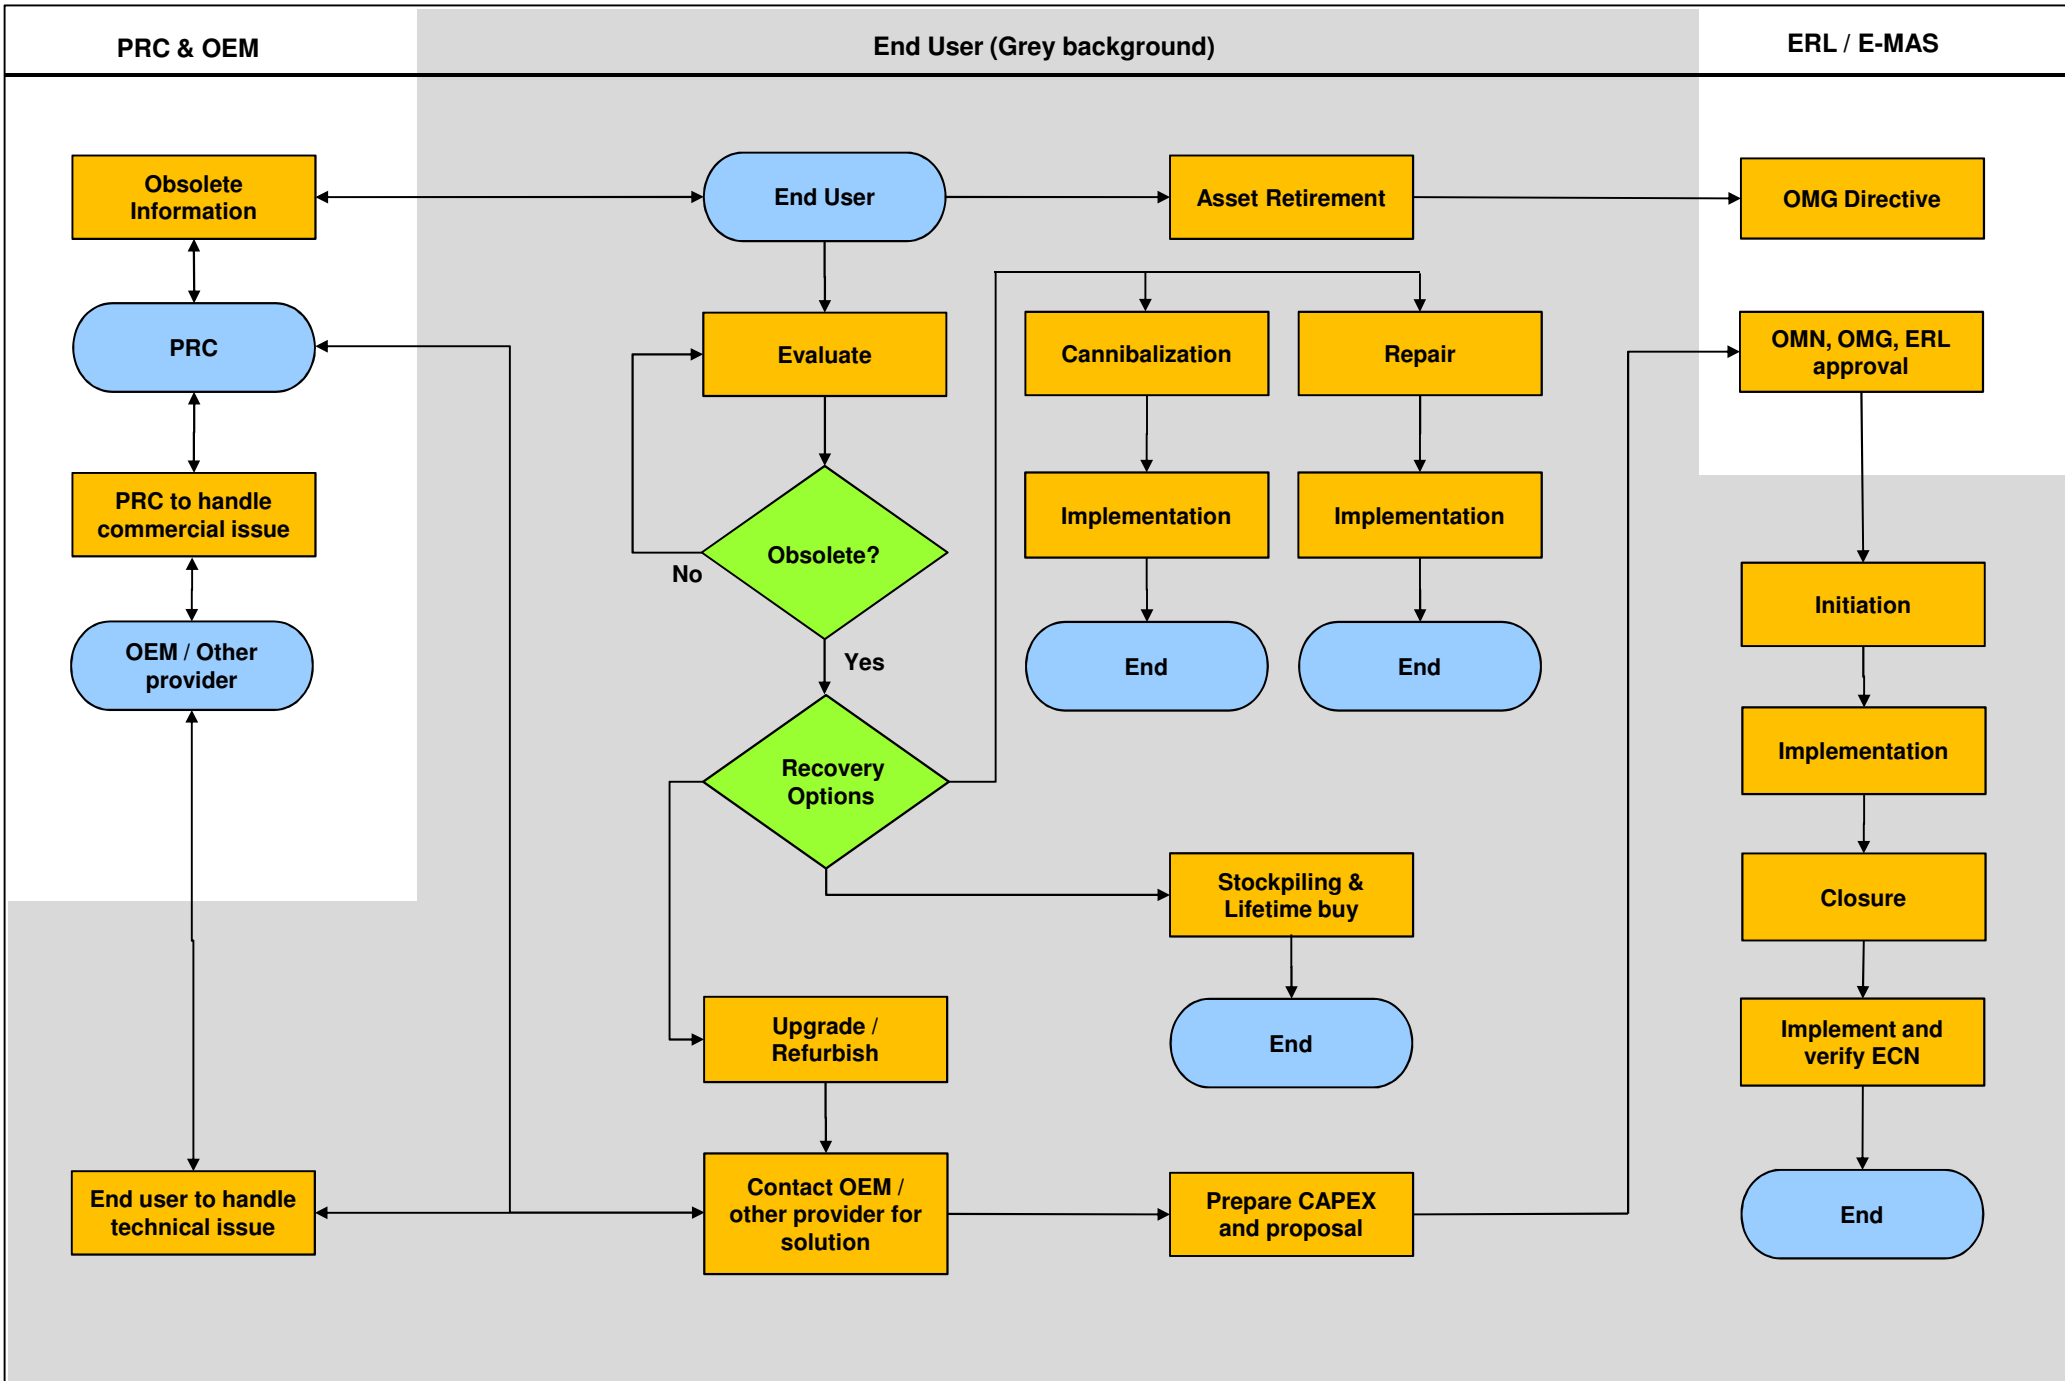 PRC & OEM
End User (Grey background)
ERL / E-MAS
Obsolete
Information
End User
Asset Retirement
OMG Directive
PRC
Evaluate
Cannibalization
Repair
OMN, OMG, ERL
approval
PRC to handle
commercial issue
Obsolete?
No
Yes
Implementation
Implementation
Initiation
OEM / Other
provider
End
End
Recovery
Options
Implementation
Stockpiling &
Lifetime buy
Closure
Upgrade /
Refurbish
End
Implement and
verify ECN
End user to handle
technical issue
Contact OEM /
other provider for
solution
Prepare CAPEX
and proposal
End